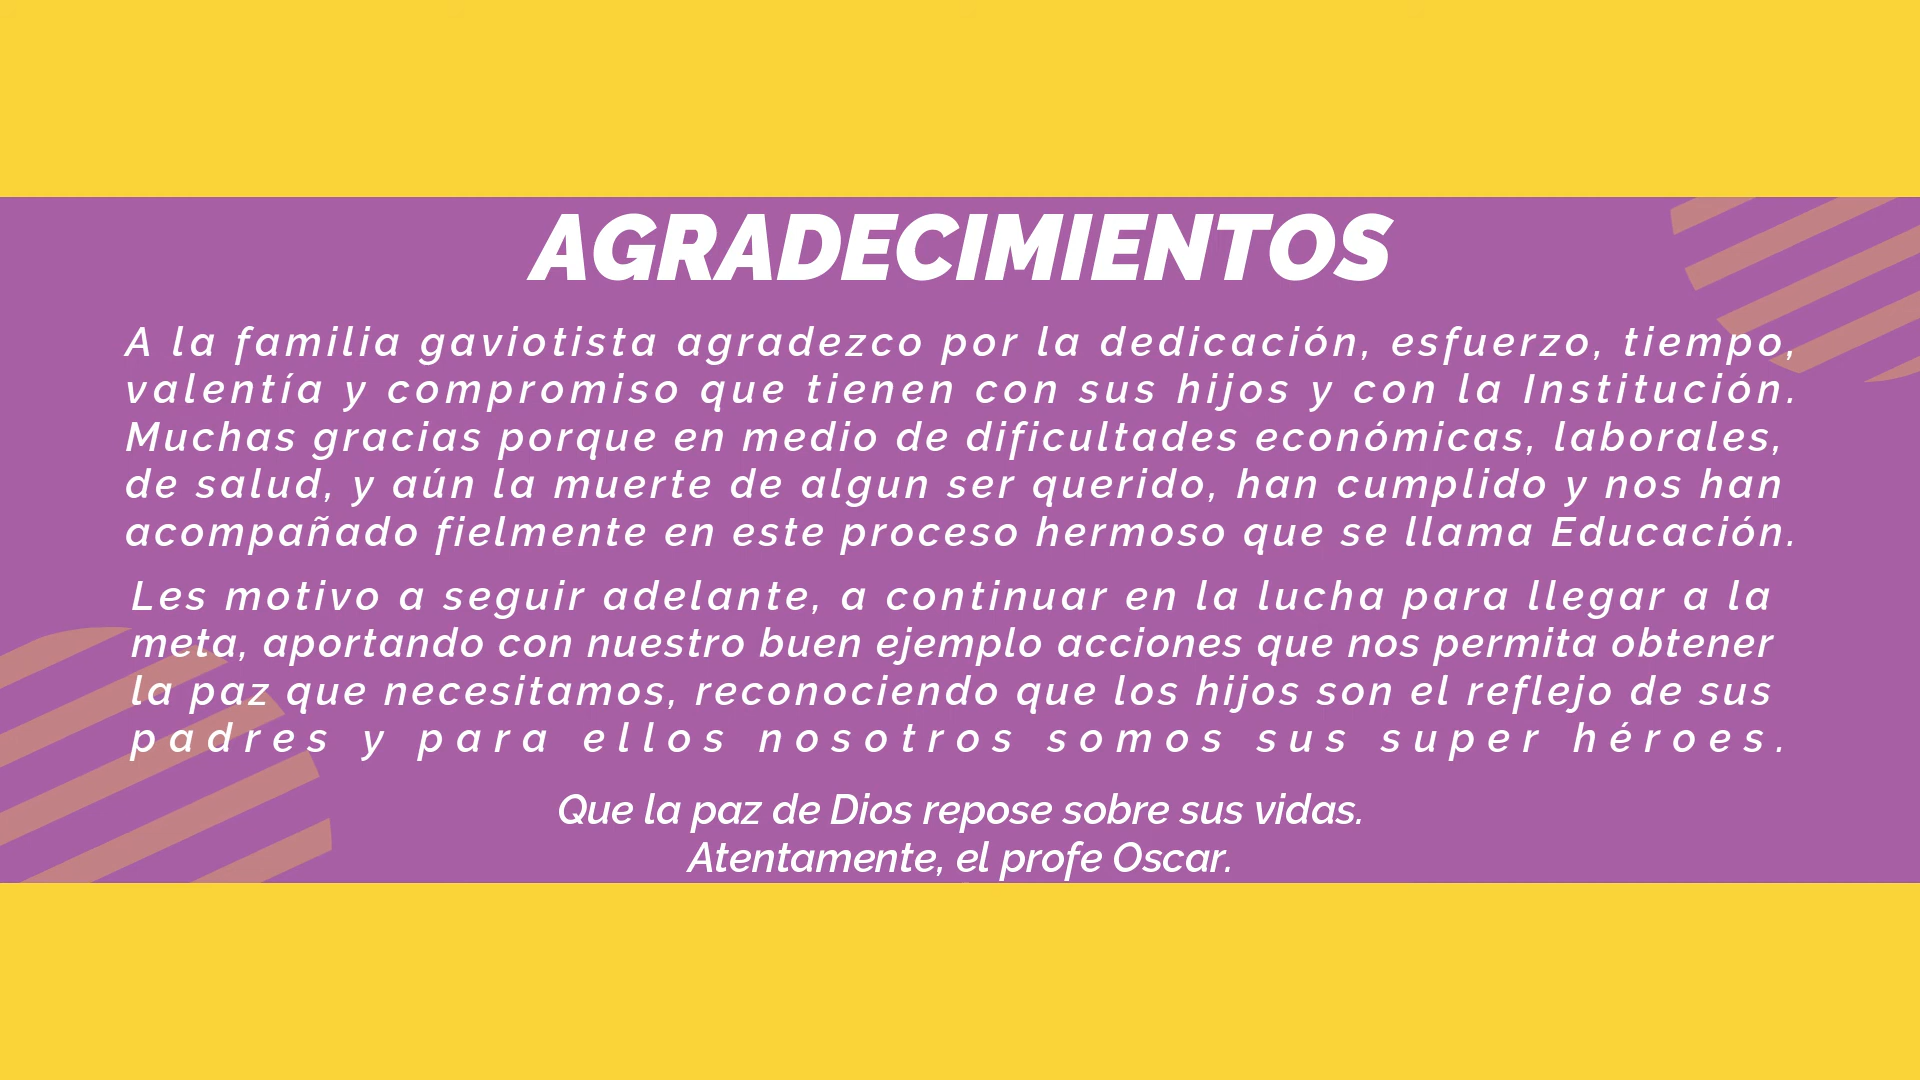 AGRADECIMIENTOS
A la familia gaviotista agradezco por la dedicación, esfuerzo, tiempo,
valentía y compromiso que tienen con sus hijos y con la Institución.
Muchas gracias porque en medio de dificultades económicas, laborales,
de salud, y aún la muerte de algun ser querido, han cumplido y nos han
acompañado fielmente en este proceso hermoso que se llama Educación.
Les motivo a seguir adelante, a continuar en la lucha para llegar a la
meta, aportando con nuestro buen ejemplo acciones que nos permita obtener
la paz que necesitamos, reconociendo que los hijos son el reflejo de sus
padres y para ellos nosotros somos sus super héroes.
Que la paz de Dios repose sobre sus vidas.
Atentamente, el profe Oscar.